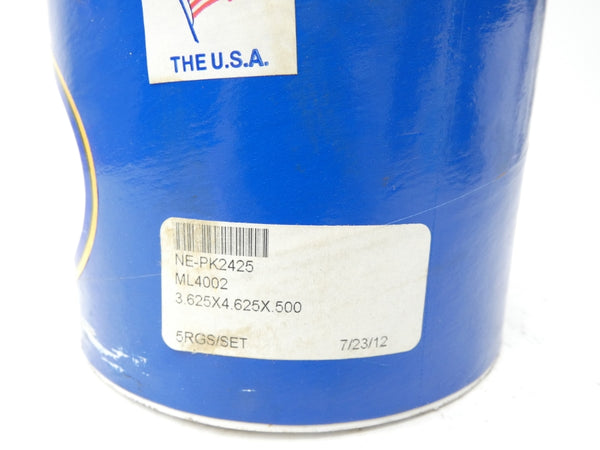 THE U.S.A.
NE-PK2425
ML4002
3.625X4.625X.500
5RGS/SET 7/23/12